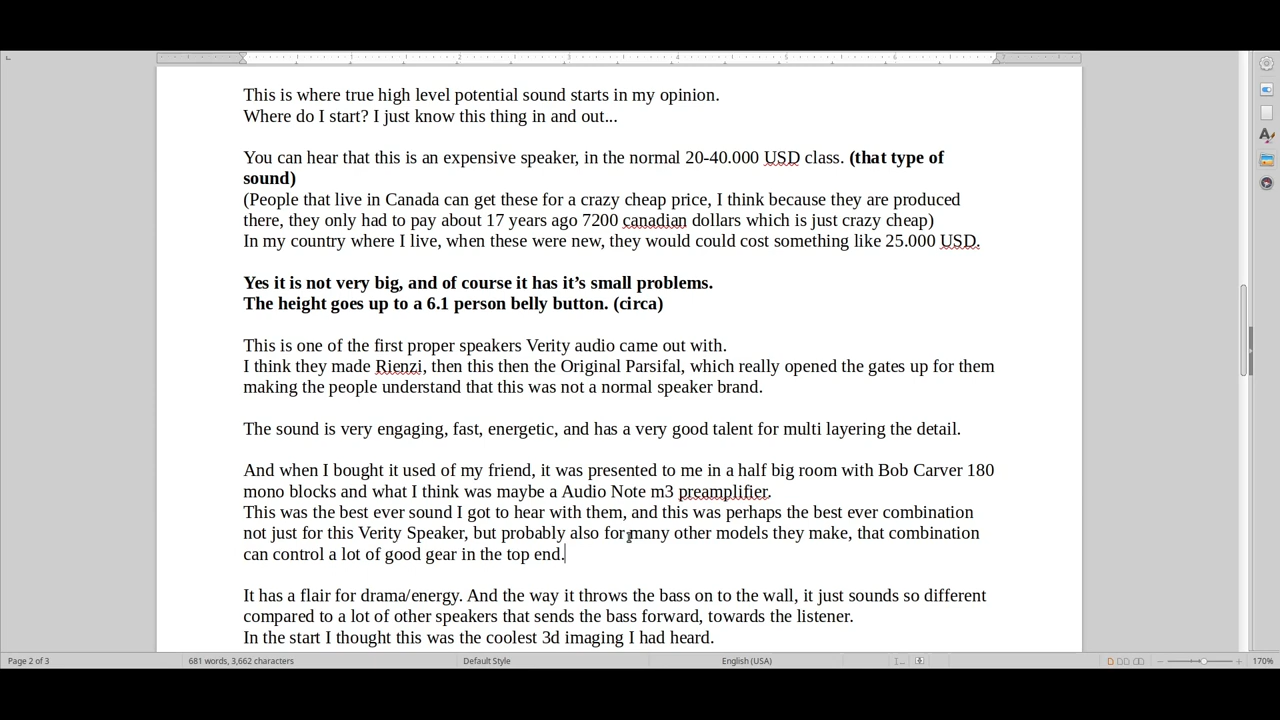 This is where true high level potential sound starts in my opinion.
Where do I start? I just know this thing in and out...
You can hear that this is an expensive speaker, in the normal 20-40.000 USD class. (that type of
sound)
(People that live in Canada can get these for a crazy cheap price, I think because they are produced
there, they only had to pay about 17 years ago 7200 canadian dollars which is just crazy cheap)
In my country where I live, when these were new, they would could cost something like 25.000 USD.
Yes it is not very big, and of course it has it’s small problems.
The height goes up to a 6.1 person belly button. (circa)
This is one of the first proper speakers Verity audio came out with.
I think they made Rienzi, then this then the Original Parsifal, which really opened the gates up for them
making the people understand that this was not a normal speaker brand.
The sound is very engaging, fast, energetic, and has a very good talent for multi layering the detail.
And when I bought it used of my friend, it was presented to me in a half big room with Bob Carver 180
mono blocks and what I think was maybe a Audio Note m3 preamplifier.
This was the best ever sound I got to hear with them, and this was perhaps the best ever combination
not just for this Verity Speaker, but probably also for many other models they make, that combination
can control a lot of good gear in the top end.
It has a flair for drama/energy. And the way it throws the bass on to the wall, it just sounds so different
compared to a lot of other speakers that sends the bass forward, towards the listener.
In the start I thought this was the coolest 3d imaging I had heard.
Page 2 of 3 681 words, 3,662 characters Default Style English (USA) 170%